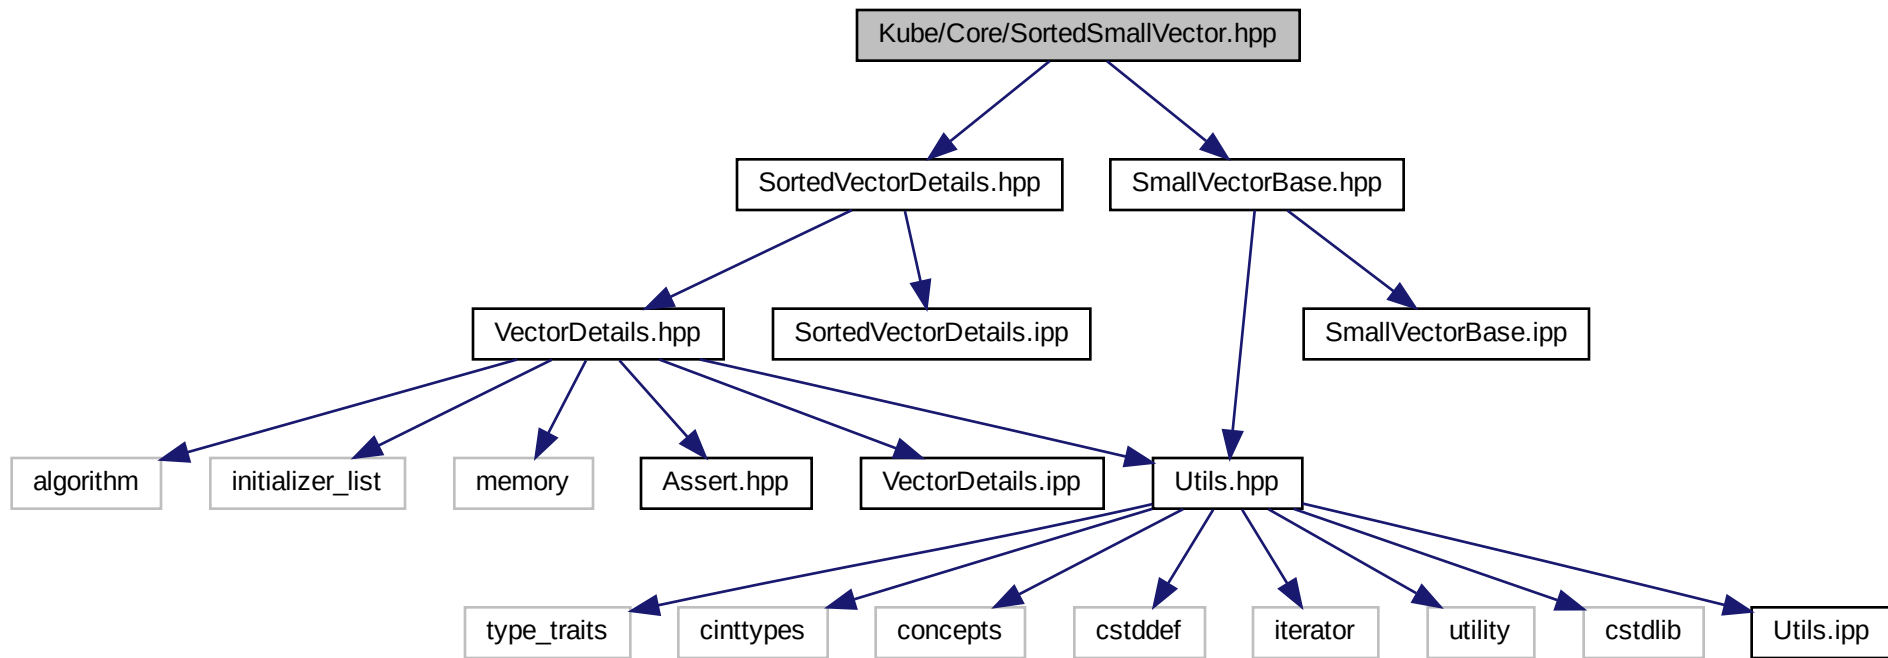 Kube/Core/SortedSmallVector.hpp
SortedVectorDetails.hpp
SmallVectorBase.hpp
VectorDetails.hpp
SortedVectorDetails.ipp
SmallVectorBase.ipp
algorithm
initializer_list
memory
Assert.hpp
VectorDetails.ipp
Utils.hpp
type_traits
cinttypes
concepts
cstddef
iterator
utility
cstdlib
Utils.ipp